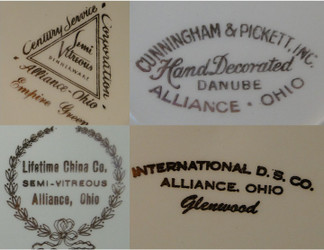 Century Service Corporation
Semi
Vitreous
DINNERWARE
Alliance · Ohio
Empire Green
CUNNINGHAM & PICKETT, INC.
Hand Decorated
DANUBE
ALLIANCE · OHIO
Lifetime China Co.
SEMI-VITREOUS
Alliance, Ohio
INTERNATIONAL D. S. CO.
ALLIANCE, OHIO
Glenwood